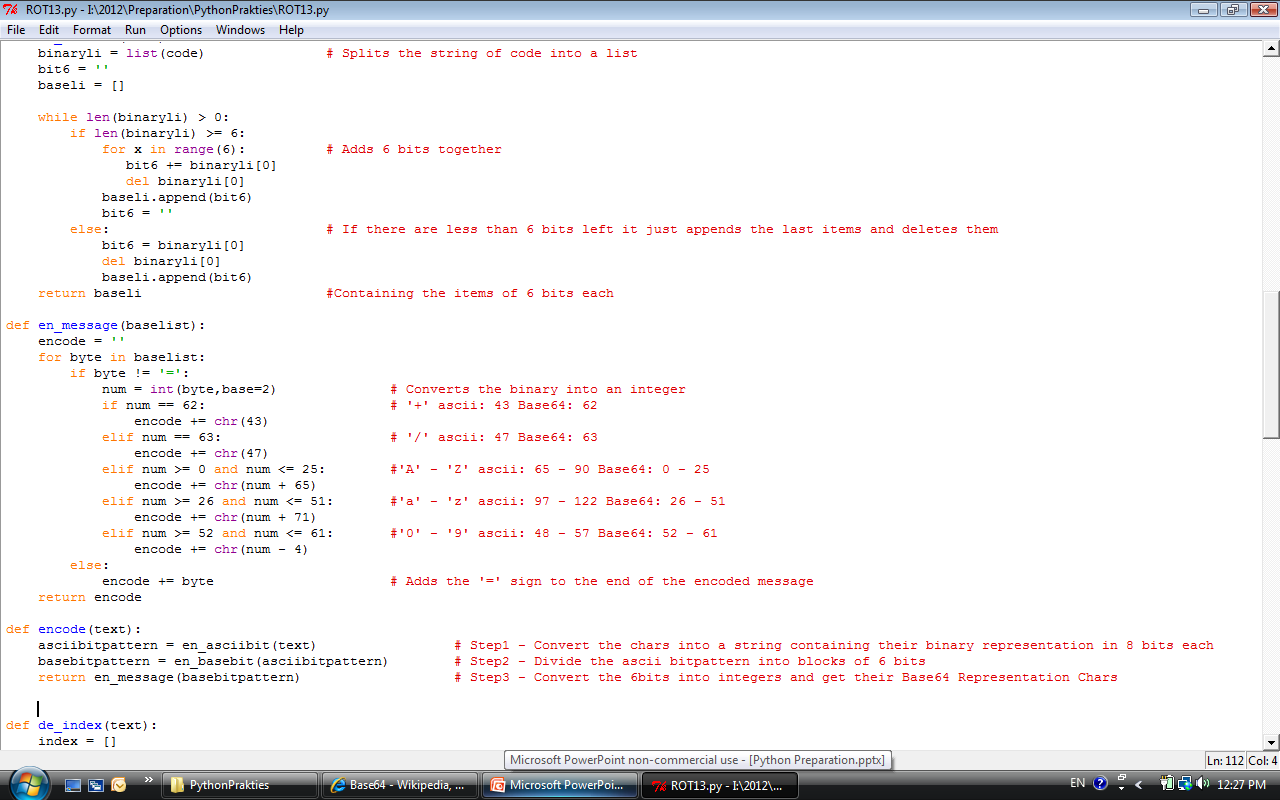 ROT13.py - I:\2012\Preparation\PythonPrakties\ROT13.py
File Edit Format Run Options Windows Help
    binaryli = list(code)               # Splits the string of code into a list
    bit6 = ''
    baseli = []
    while len(binaryli) > 0:
        if len(binaryli) >= 6:
            for x in range(6):          # Adds 6 bits together
               bit6 += binaryli[0]
               del binaryli[0]
            baseli.append(bit6)
            bit6 = ''
        else:                           # If there are less than 6 bits left it just appends the last items and deletes them
            bit6 = binaryli[0]
            del binaryli[0]
            baseli.append(bit6)
    return baseli                       #Containing the items of 6 bits each
def en_message(baselist):
    encode = ''
    for byte in baselist:
        if byte != '=':
            num = int(byte,base=2)              # Converts the binary into an integer
            if num == 62:                       # '+' ascii: 43 Base64: 62
                encode += chr(43)
            elif num == 63:                     # '/' ascii: 47 Base64: 63
                encode += chr(47)
            elif num >= 0 and num <= 25:        #'A' - 'Z' ascii: 65 - 90 Base64: 0 - 25
                encode += chr(num + 65)
            elif num >= 26 and num <= 51:       #'a' - 'z' ascii: 97 - 122 Base64: 26 - 51
                encode += chr(num + 71)
            elif num >= 52 and num <= 61:       #'0' - '9' ascii: 48 - 57 Base64: 52 - 61
                encode += chr(num - 4)
        else:
            encode += byte                      # Adds the '=' sign to the end of the encoded message
    return encode
def encode(text):
    asciibitpattern = en_asciibit(text)                 # Step1 - Convert the chars into a string containing their binary representation in 8 bits each
    basebitpattern = en_basebit(asciibitpattern)        # Step2 - Divide the ascii bitpattern into blocks of 6 bits
    return en_message(basebitpattern)                   # Step3 - Convert the 6bits into integers and get their Base64 Representation Chars
def de_index(text):
    index = []
Microsoft PowerPoint non-commercial use - [Python Preparation.pptx]
Ln: 112 Col: 4
PythonPrakties
Base64 - Wikipedia, ...
Microsoft PowerPoi...
ROT13.py - I:\2012\...
EN
12:27 PM